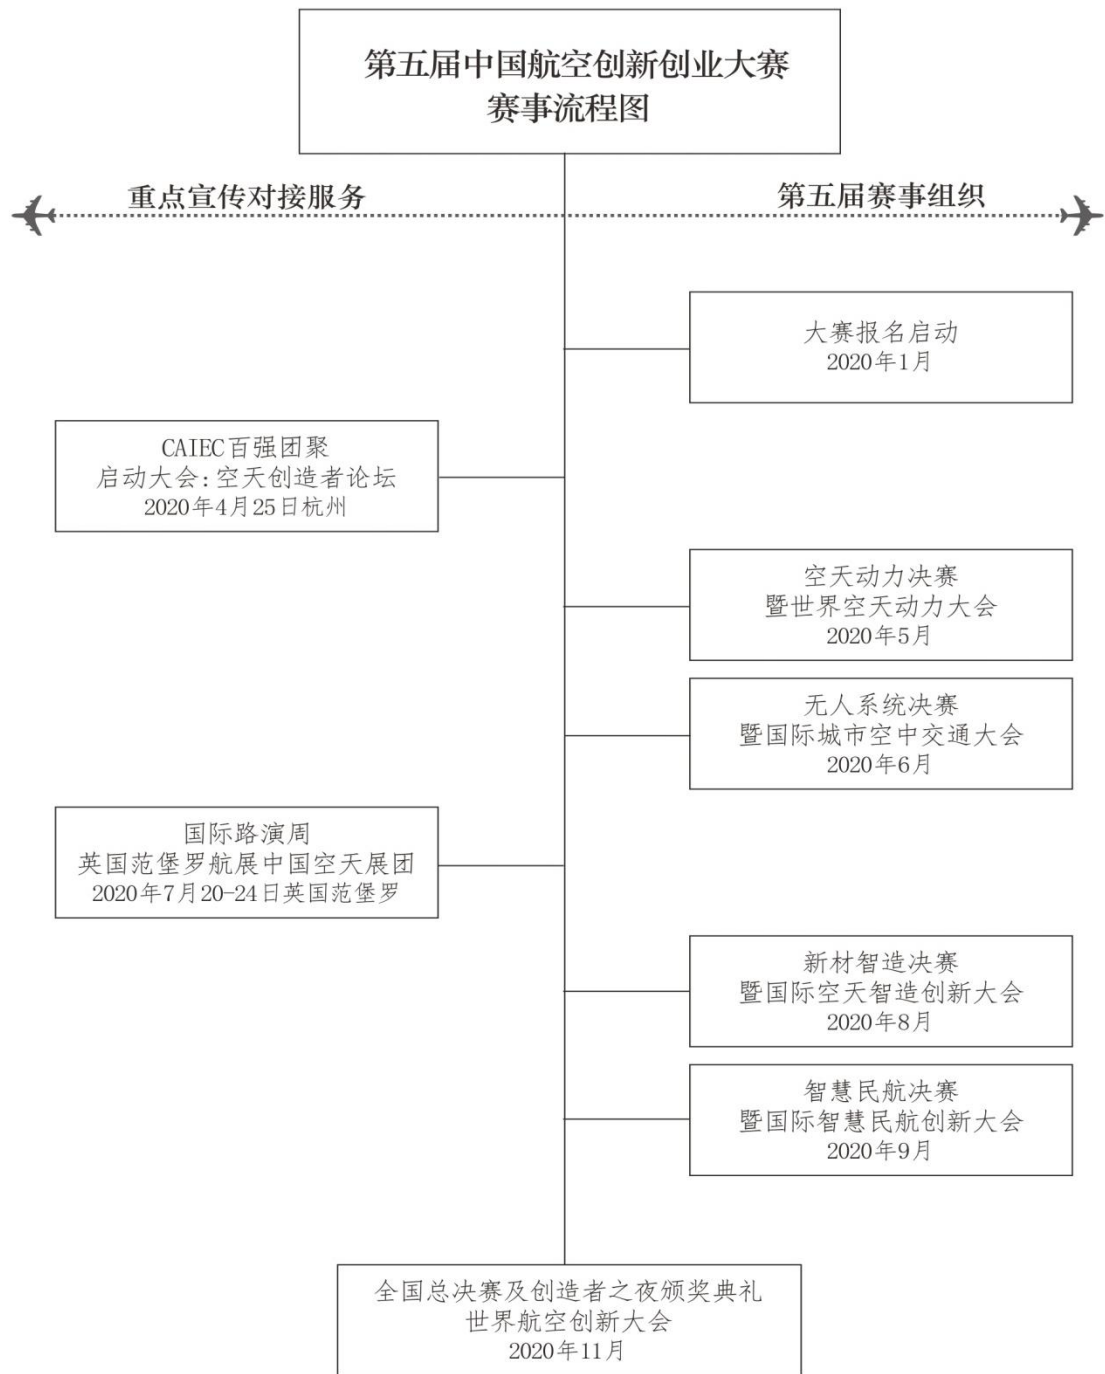 第五届中国航空创新创业大赛
赛事流程图
重点宣传对接服务
第五届赛事组织
大赛报名启动
2020年1月
CAIEC百强团聚
启动大会:空天创造者论坛
2020年4月25日杭州
空天动力决赛
暨世界空天动力大会
2020年5月
无人系统决赛
暨国际城市空中交通大会
2020年6月
国际路演周
英国范堡罗航展中国空天展团
2020年7月20-24日英国范堡罗
新材智造决赛
暨国际空天智造创新大会
2020年8月
智慧民航决赛
暨国际智慧民航创新大会
2020年9月
全国总决赛及创造者之夜颁奖典礼
世界航空创新大会
2020年11月